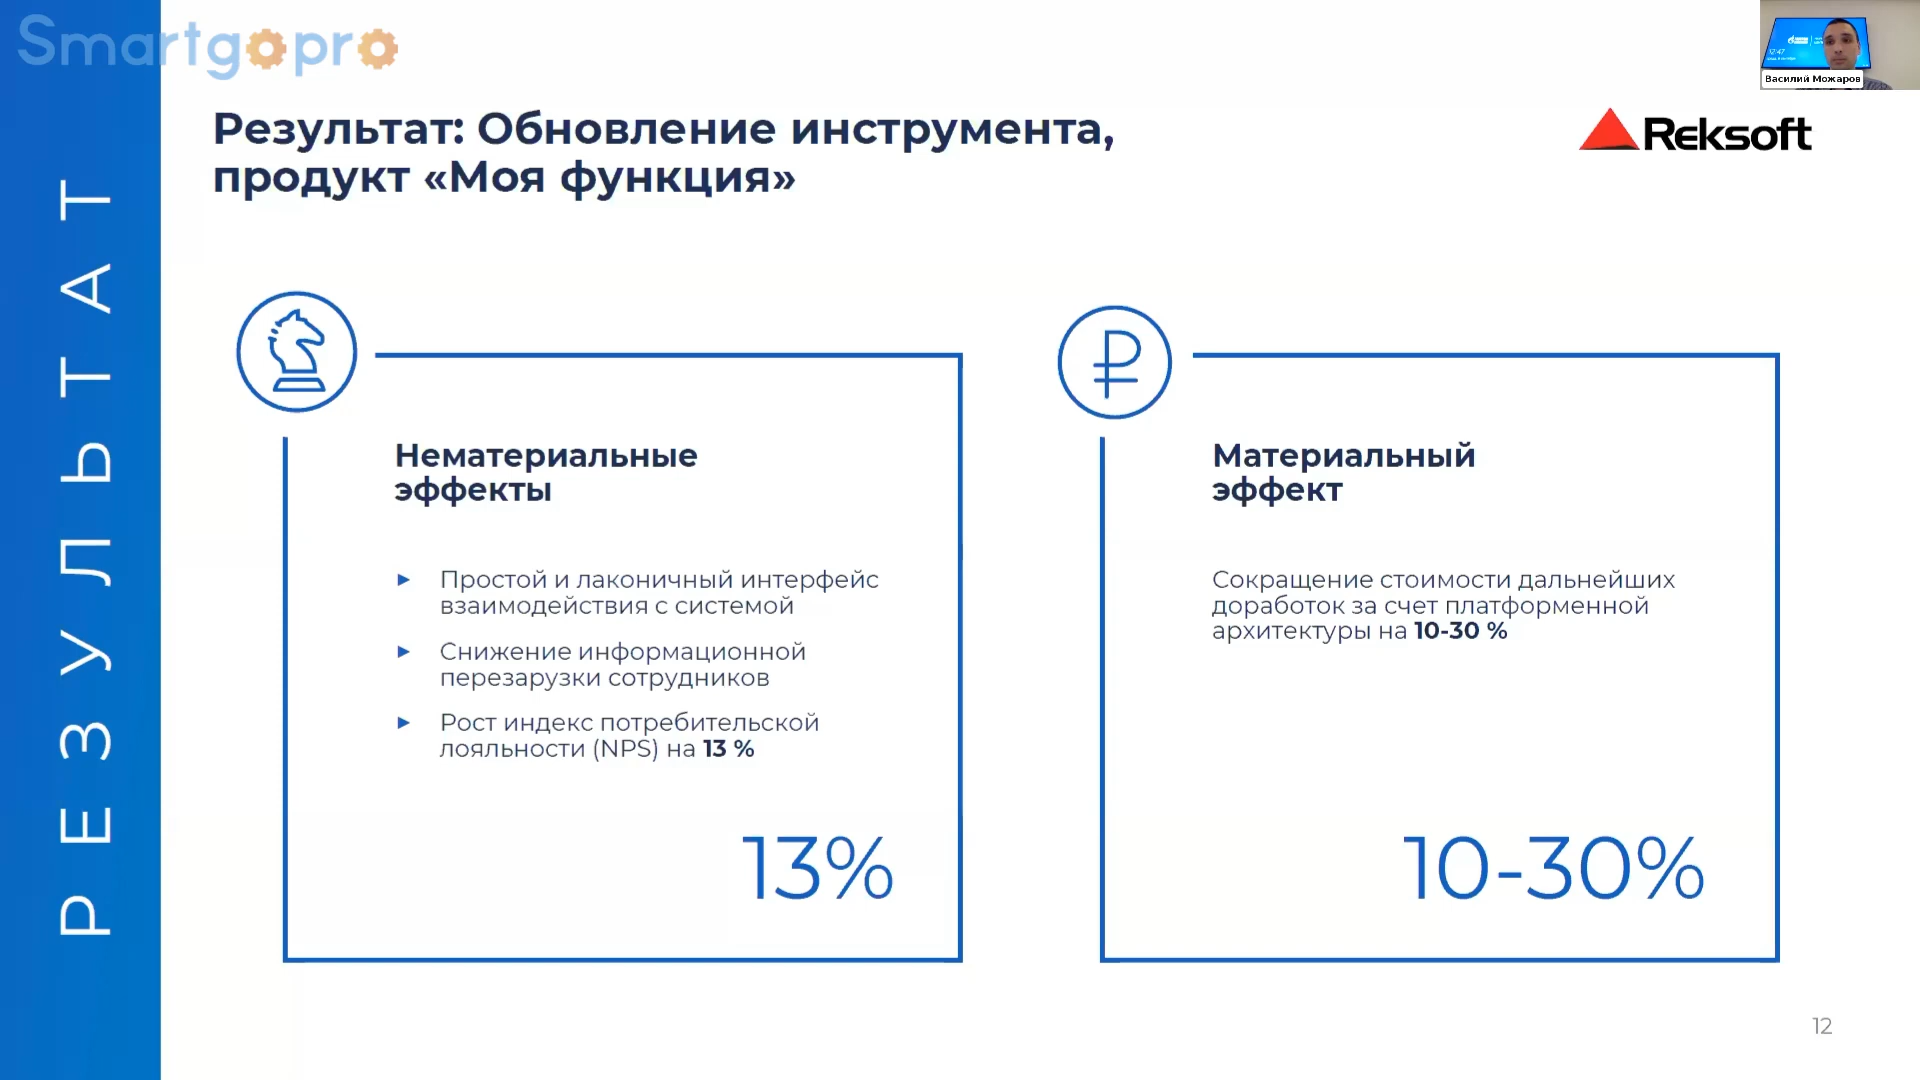 Smartgopro
Василий Можаров
12:47
Результат: Обновление инструмента,
продукт «Моя функция»
Reksoft
РЕЗУЛЬТАТ
Нематериальные
эффекты
Простой и лаконичный интерфейс
взаимодействия с системой
Снижение информационной
перезарузки сотрудников
Рост индекс потребительской
лояльности (NPS) на 13 %
13%
Материальный
эффект
Сокращение стоимости дальнейших
доработок за счет платформенной
архитектуры на 10-30 %
10-30%
12